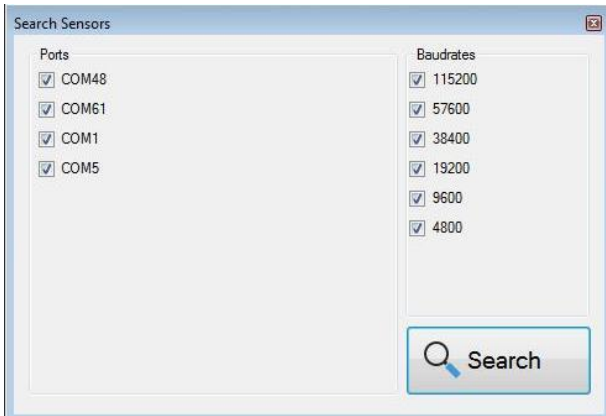 Search Sensors
Ports
COM48
COM61
COM1
COM5
Baudrates
115200
57600
38400
19200
9600
4800
Search